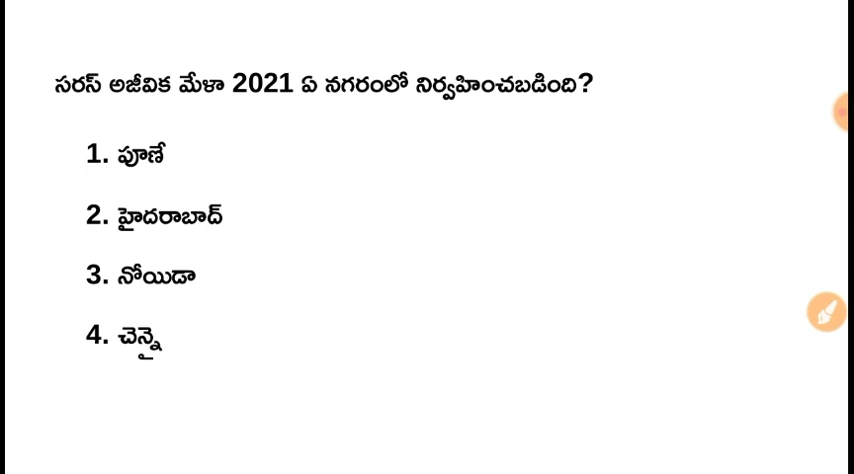 సరస్ అజీవిక మేళా 2021 ఏ నగరంలో నిర్వహించబడింది?
1. పూణే
2. హైదరాబాద్
3. నోయిడా
4. చెన్నై